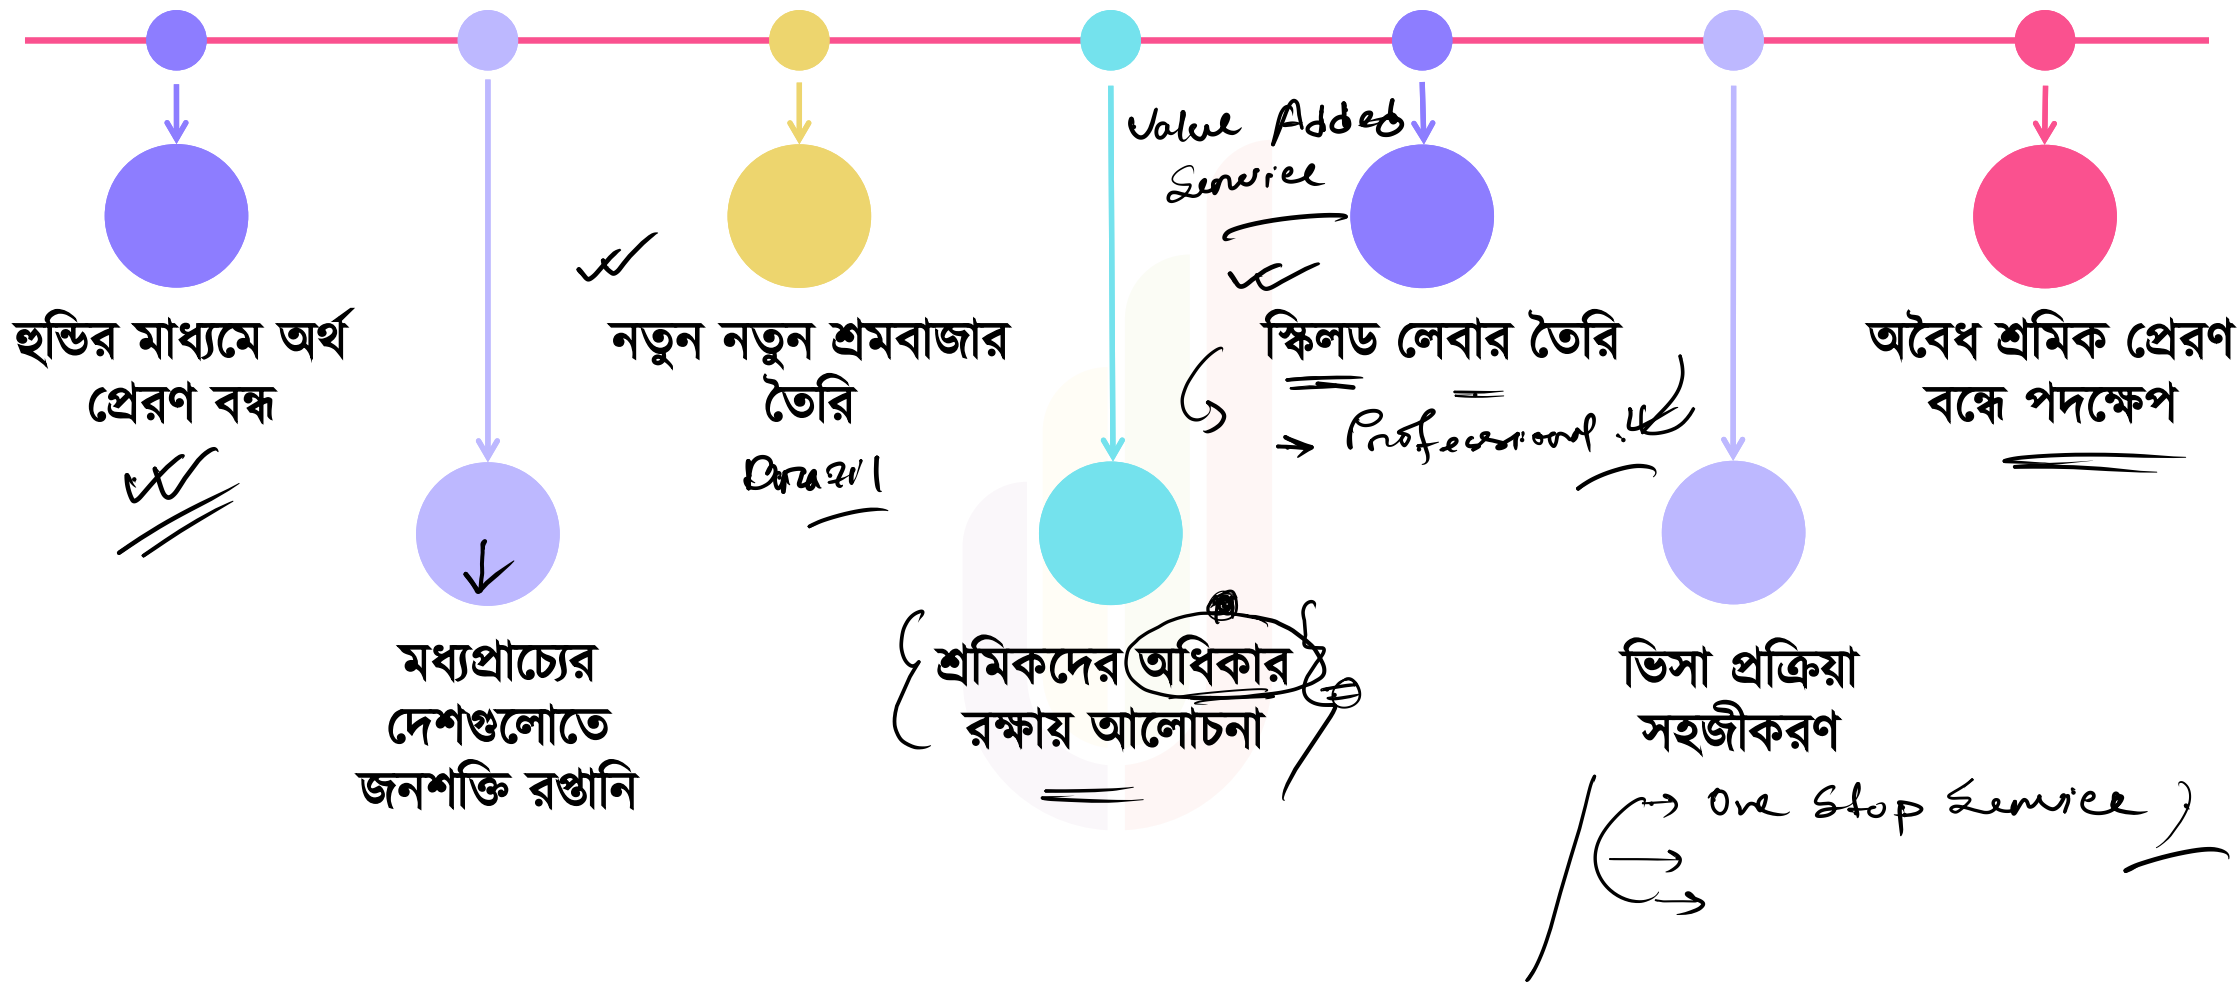 হুন্ডির মাধ্যমে অর্থ
প্রেরণ বন্ধ
মধ্যপ্রাচ্যের
দেশগুলোতে
জনশক্তি রপ্তানি
নতুন নতুন শ্রমবাজার
তৈরি
Brazil
শ্রমিকদের অধিকার
রক্ষায় আলোচনা
Value Added
Service
স্কিলড লেবার তৈরি
→ Professional
ভিসা প্রক্রিয়া
সহজীকরণ
→ One Stop Service
অবৈধ শ্রমিক প্রেরণ
বন্ধে পদক্ষেপ